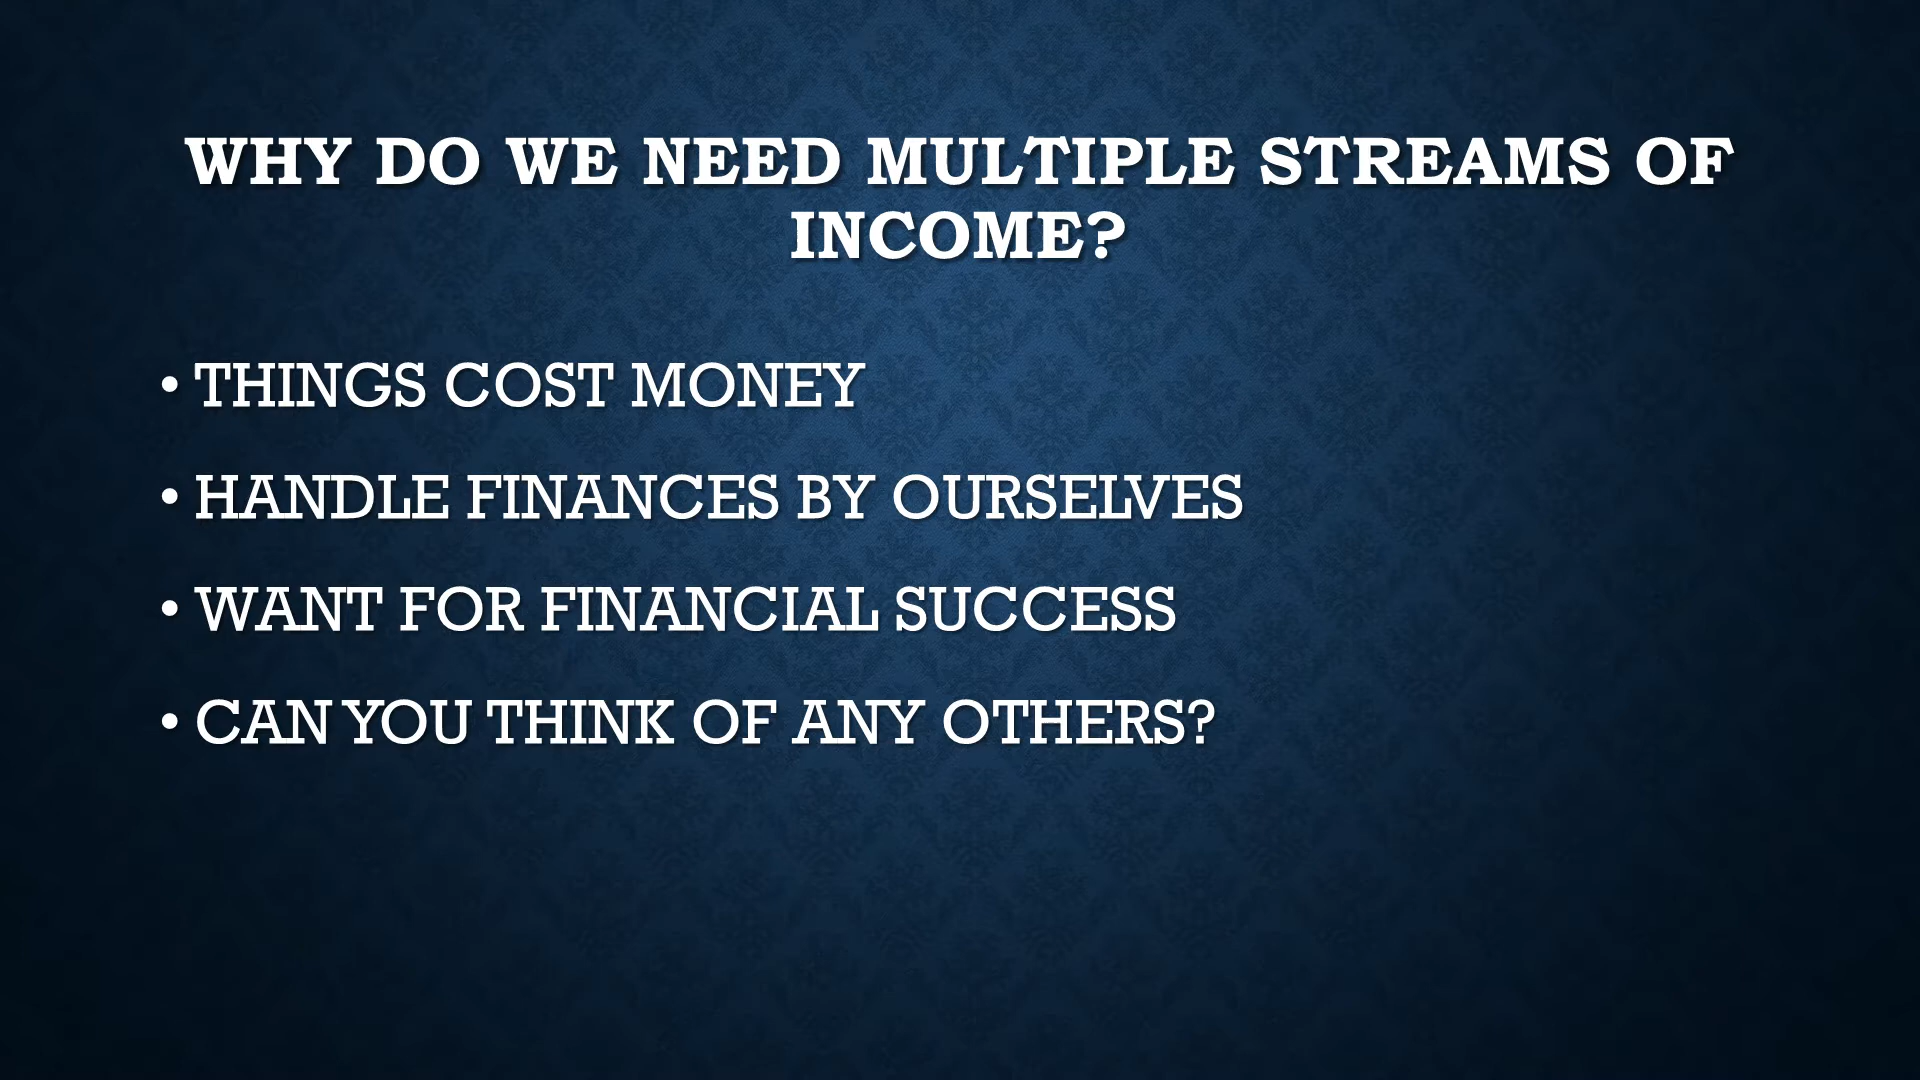 WHY DO WE NEED MULTIPLE STREAMS OF
INCOME?
• THINGS COST MONEY
• HANDLE FINANCES BY OURSELVES
• WANT FOR FINANCIAL SUCCESS
• CAN YOU THINK OF ANY OTHERS?